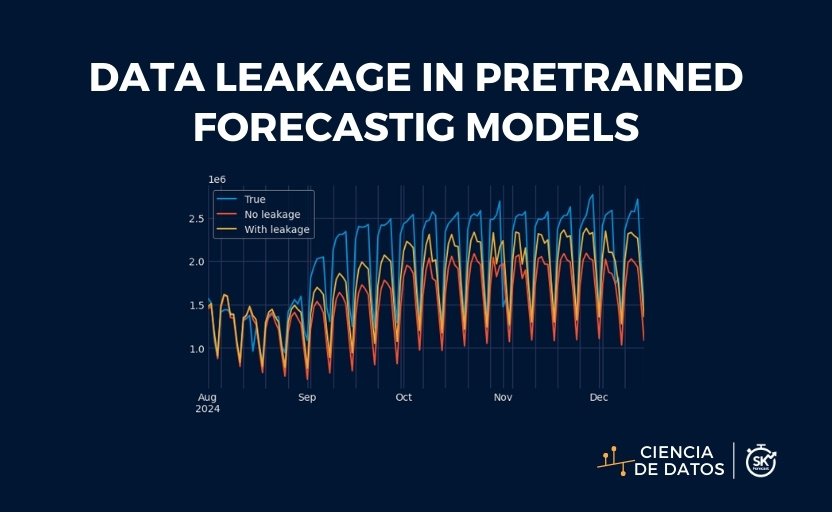 DATA LEAKAGE IN PRETRAINED
FORECASTIG MODELS
1e6
True
No leakage
With leakage
2.5
2.0
1.5
1.0
Aug
2024
Sep
Oct
Nov
Dec
CIENCIA
DE DATOS
SK